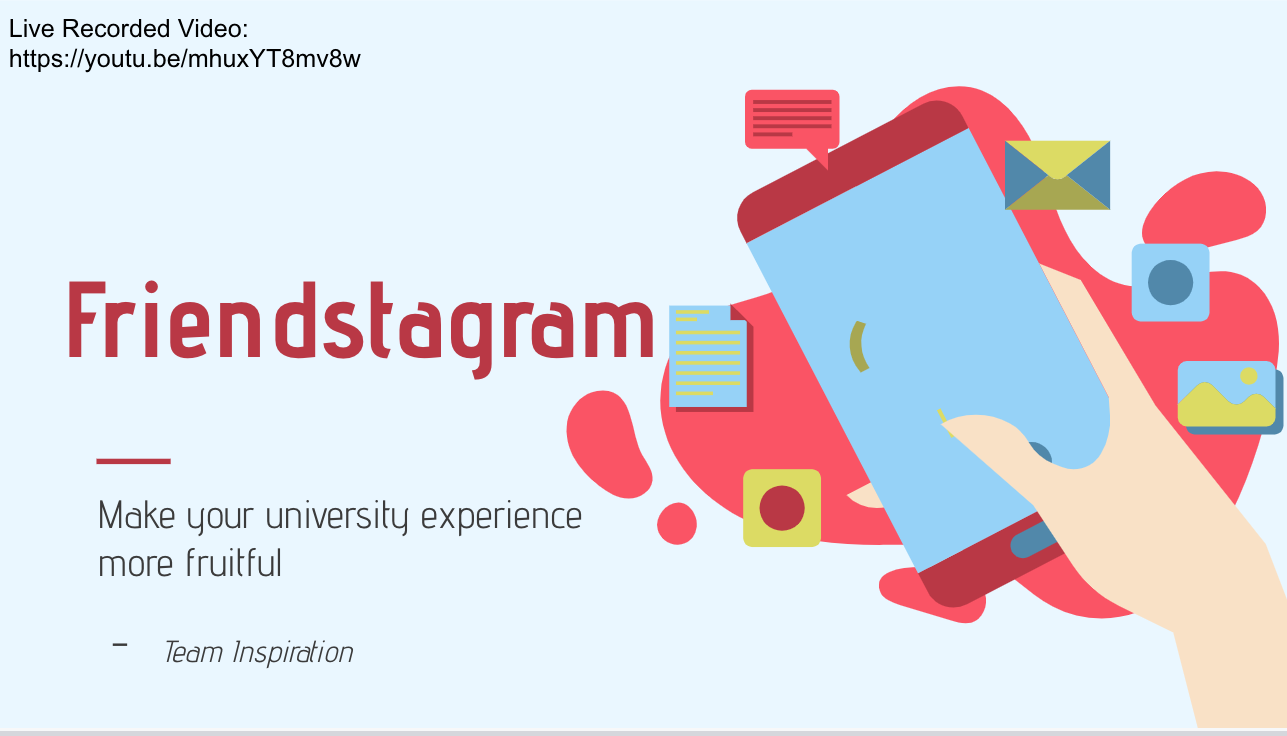 Live Recorded Video:
https://youtu.be/mhuxYT8mv8w
Friendstagram
Make your university experience
more fruitful
- Team Inspiration